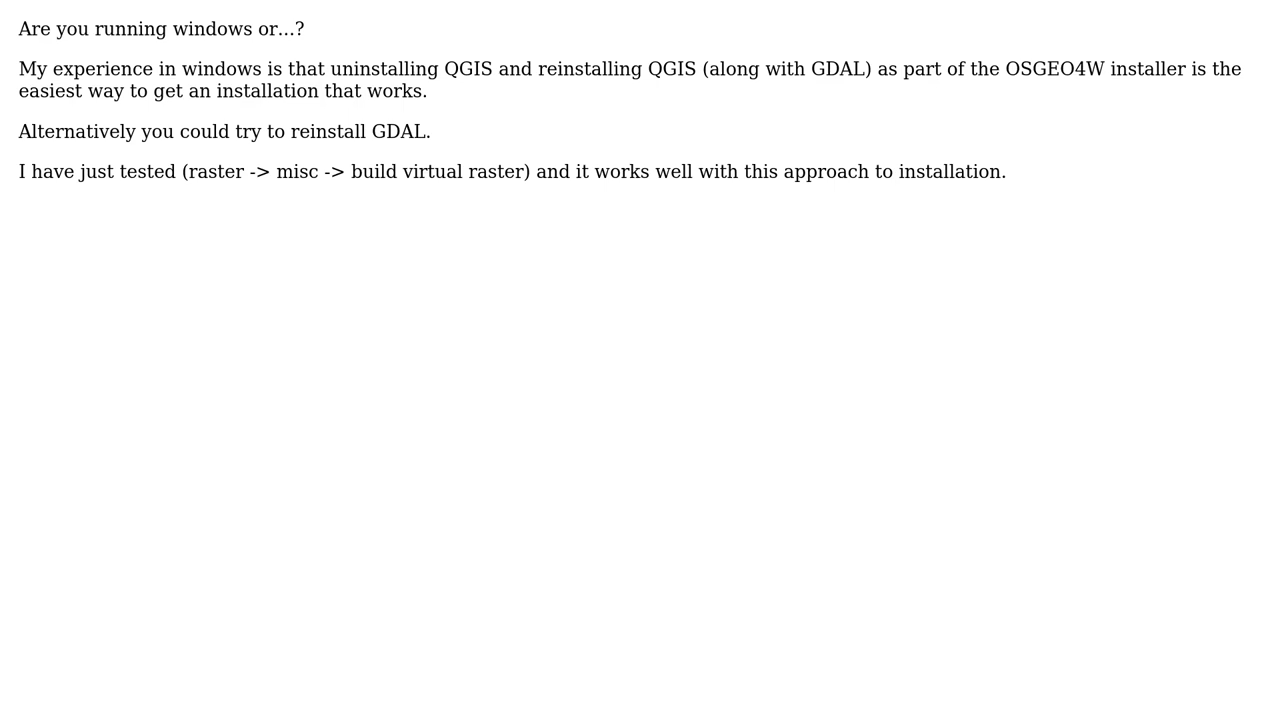 Are you running windows or...?
My experience in windows is that uninstalling QGIS and reinstalling QGIS (along with GDAL) as part of the OSGEO4W installer is the
easiest way to get an installation that works.
Alternatively you could try to reinstall GDAL.
I have just tested (raster -> misc -> build virtual raster) and it works well with this approach to installation.